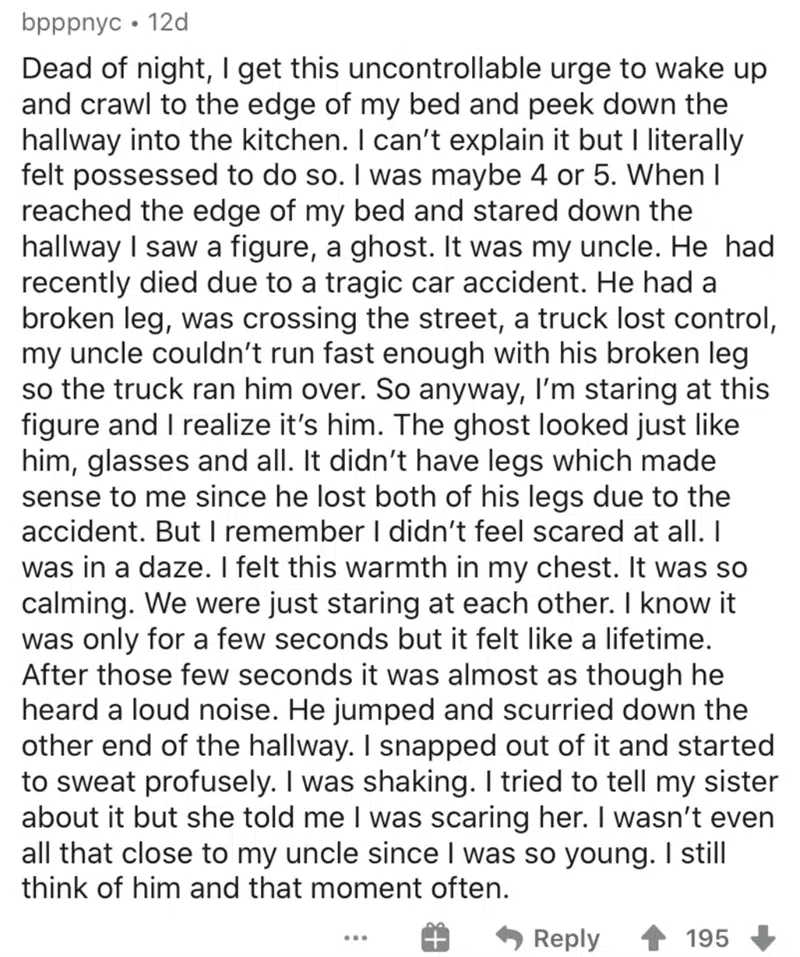 bpppnyc • 12d
Dead of night, I get this uncontrollable urge to wake up
and crawl to the edge of my bed and peek down the
hallway into the kitchen. I can't explain it but I literally
felt possessed to do so. I was maybe 4 or 5. When I
reached the edge of my bed and stared down the
hallway I saw a figure, a ghost. It was my uncle. He  had
recently died due to a tragic car accident. He had a
broken leg, was crossing the street, a truck lost control,
my uncle couldn't run fast enough with his broken leg
so the truck ran him over. So anyway, I'm staring at this
figure and I realize it's him. The ghost looked just like
him, glasses and all. It didn't have legs which made
sense to me since he lost both of his legs due to the
accident. But I remember I didn't feel scared at all. I
was in a daze. I felt this warmth in my chest. It was so
calming. We were just staring at each other. I know it
was only for a few seconds but it felt like a lifetime.
After those few seconds it was almost as though he
heard a loud noise. He jumped and scurried down the
other end of the hallway. I snapped out of it and started
to sweat profusely. I was shaking. I tried to tell my sister
about it but she told me I was scaring her. I wasn't even
all that close to my uncle since I was so young. I still
think of him and that moment often.
... Reply 195